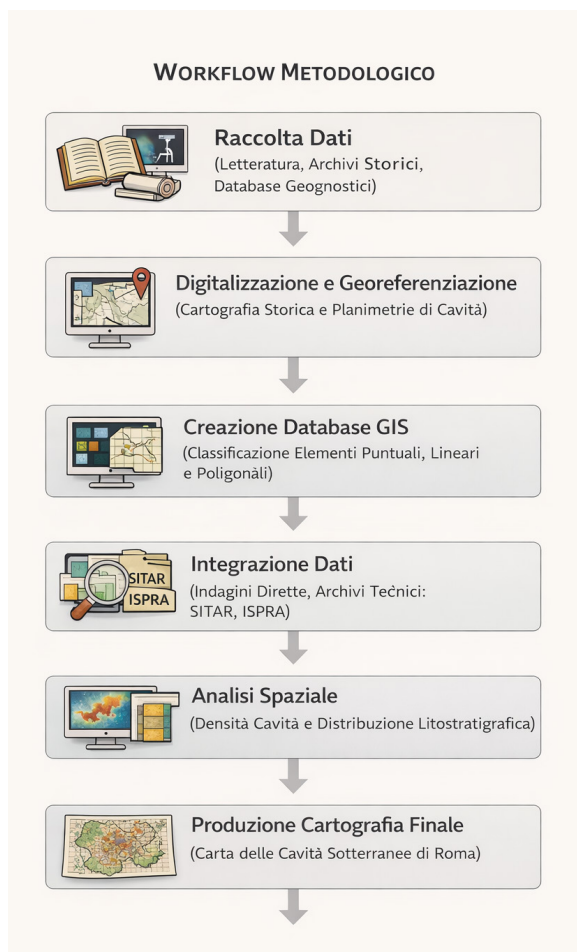 WORKFLOW METODOLOGICO
Raccolta Dati
(Letteratura, Archivi Storici,
Database Geognostici)
Digitalizzazione e Georeferenziazione
(Cartografia Storica e Planimetrie di Cavità)
Creazione Database GIS
(Classificazione Elementi Puntuali, Lineari
e Poligonàli)
SITAR
ISPRA
Integrazione Dati
(Indagini Dirette, Archivi Teċnici:
SITAR, ISPRA)
Analisi Spaziale
(Densità Cavità e Distribuzione Litostratigrafica)
Produzione Cartografia Finale
(Carta delle Cavità Sotterranee di Roma)